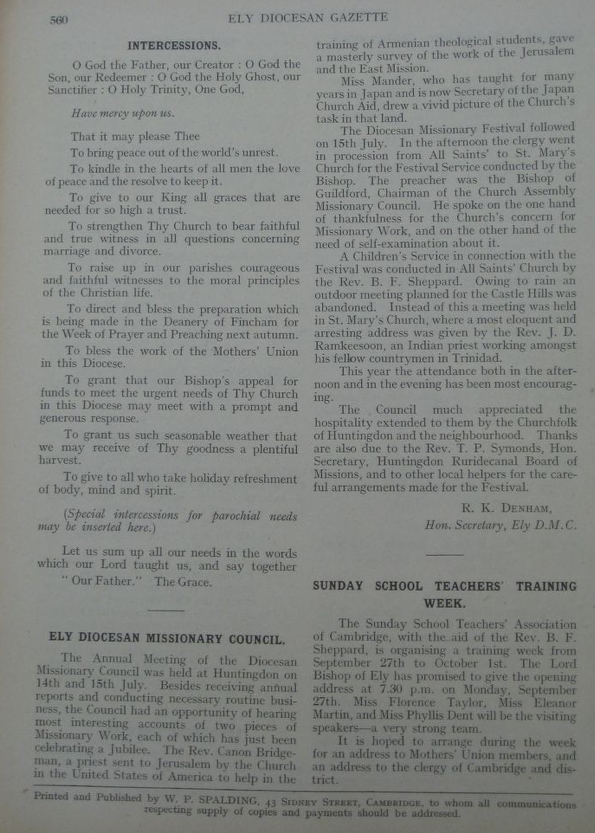 560
ELY DIOCESAN GAZETTE
INTERCESSIONS.
O God the Father, our Creator : O God the
Son, our Redeemer : O God the Holy Ghost, our
Sanctifier : O Holy Trinity, One God,
Have mercy upon us.
That it may please Thee
To bring peace out of the world's unrest.
To kindle in the hearts of all men the love
of peace and the resolve to keep it.
To give to our King all graces that are
needed for so high a trust.
To strengthen Thy Church to bear faithful
and true witness in all questions concerning
marriage and divorce.
To raise up in our parishes courageous
and faithful witnesses to the moral principles
of the Christian life.
To direct and bless the preparation which
is being made in the Deanery of Fincham for
the Week of Prayer and Preaching next autumn.
To bless the work of the Mothers' Union
in this Diocese.
To grant that our Bishop's appeal for
funds to meet the urgent needs of Thy Church
in this Diocese may meet with a prompt and
generous response.
To grant us such seasonable weather that
we may receive of Thy goodness a plentiful
harvest.
To give to all who take holiday refreshment
of body, mind and spirit.
(Special intercessions for parochial needs
may be inserted here.)
Let us sum up all our needs in the words
which our Lord taught us, and say together
" Our Father." The Grace.
ELY DIOCESAN MISSIONARY COUNCIL.
The Annual Meeting of the Diocesan
Missionary Council was held at Huntingdon on
14th and 15th July. Besides receiving annual
reports and conducting necessary routine busi-
ness, the Council had an opportunity of hearing
most interesting accounts of two pieces of
Missionary Work, each of which has just been
celebrating a Jubilee. The Rev. Canon Bridge-
man, a priest sent to Jerusalem by the Church
in the United States of America to help in the
training of Armenian theological students, gave
a masterly survey of the work of the Jerusalem
and the East Mission.
Miss Mander, who has taught for many
years in Japan and is now Secretary of the Japan
Church Aid, drew a vivid picture of the Church's
task in that land.
The Diocesan Missionary Festival followed
on 15th July. In the afternoon the clergy went
in procession from All Saints' to St. Mary's
Church for the Festival Service conducted by the
Bishop. The preacher was the Bishop of
Guildford, Chairman of the Church Assembly
Missionary Council. He spoke on the one hand
of thankfulness for the Church's concern for
Missionary Work, and on the other hand of the
need of self-examination about it.
A Children's Service in connection with the
Festival was conducted in All Saints' Church by
the Rev. B. F. Sheppard. Owing to rain an
outdoor meeting planned for the Castle Hills was
abandoned. Instead of this a meeting was held
in St. Mary's Church, where a most eloquent and
arresting address was given by the Rev. J. D.
Ramkeesoon, an Indian priest working amongst
his fellow countrymen in Trinidad.
This year the attendance both in the after-
noon and in the evening has been most encourag-
ing.
The Council much appreciated the
hospitality extended to them by the Churchfolk
of Huntingdon and the neighbourhood. Thanks
are also due to the Rev. T. P. Symonds, Hon.
Secretary, Huntingdon Ruridecanal Board of
Missions, and to other local helpers for the care-
ful arrangements made for the Festival.
R. K. DENHAM,
Hon. Secretary, Ely D.M.C.
SUNDAY SCHOOL TEACHERS' TRAINING
WEEK.
The Sunday School Teachers' Association
of Cambridge, with the aid of the Rev. B. F.
Sheppard, is organising a training week from
September 27th to October 1st. The Lord
Bishop of Ely has promised to give the opening
address at 7.30 p.m. on Monday, September
27th. Miss Florence Taylor, Miss Eleanor
Martin, and Miss Phyllis Dent will be the visiting
speakers—a very strong team.
It is hoped to arrange during the week
for an address to Mothers' Union members, and
an address to the clergy of Cambridge and dis-
trict.
Printed and Published by W. P. SPALDING, 43 SIDNEY STREET, CAMBRIDGE, to whom all communications
respecting supply of copies and payments should be addressed.